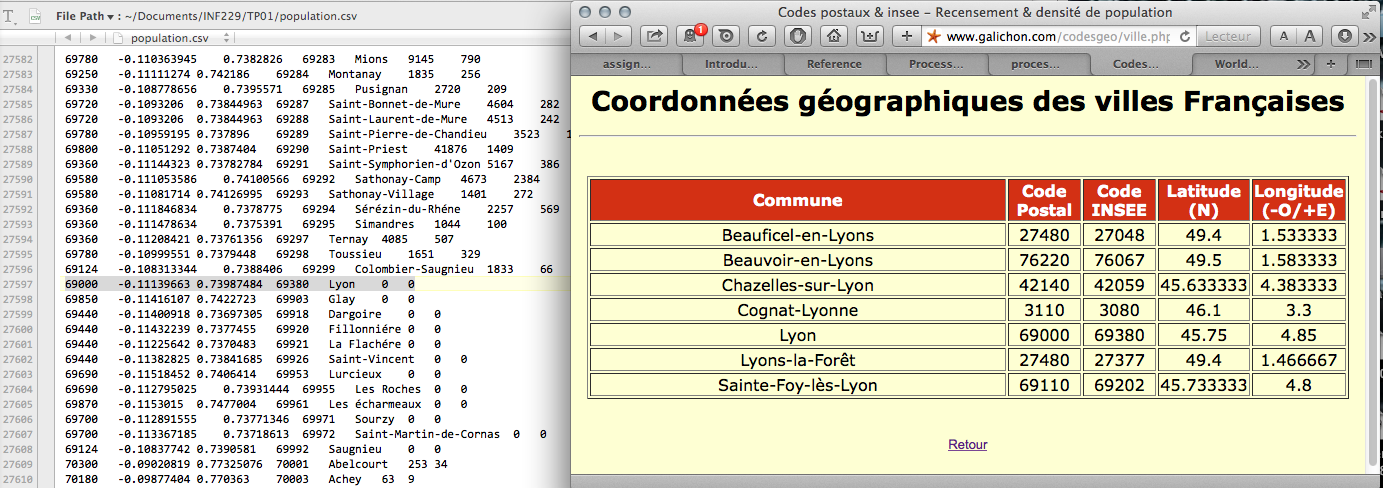 File Path ▾ : ~/Documents/INF229/TP01/population.csv
population.csv
27582 69780 -0.110363945 0.7382826 69283 Mions 9145 790
27583 69250 -0.11111274 0.742186 69284 Montanay 1835 256
27584 69330 -0.108778656 0.7395571 69285 Pusignan 2720 209
27585 69720 -0.1093206 0.73844963 69287 Saint-Bonnet-de-Mure 4604 282
27586 69720 -0.1093206 0.73844963 69288 Saint-Laurent-de-Mure 4513 242
27587 69780 -0.10959195 0.737896 69289 Saint-Pierre-de-Chandieu 3523 1
27588 69800 -0.11051292 0.7387404 69290 Saint-Priest 41876 1409
27589 69360 -0.11144323 0.73782784 69291 Saint-Symphorien-d'Ozon 5167 386
27590 69580 -0.111053586 0.74100566 69292 Sathonay-Camp 4673 2384
27591 69580 -0.11081714 0.74126995 69293 Sathonay-Village 1401 272
27592 69360 -0.111846834 0.7378775 69294 Sérézin-du-Rhéne 2257 569
27593 69360 -0.111478634 0.7375391 69295 Simandres 1044 100
27594 69360 -0.11208421 0.73761356 69297 Ternay 4085 507
27595 69780 -0.10999551 0.7379448 69298 Toussieu 1651 329
27596 69124 -0.108313344 0.7388406 69299 Colombier-Saugnieu 1833 66
27597 69000 -0.11139663 0.73987484 69380 Lyon 0 0
27598 69850 -0.11416107 0.7422723 69903 Glay 0 0
27599 69440 -0.11400918 0.73697305 69918 Dargoire 0 0
27600 69440 -0.11432239 0.7377455 69920 Fillonniére 0 0
27601 69440 -0.11225642 0.7370483 69921 La Flachére 0 0
27602 69440 -0.11382825 0.73841685 69926 Saint-Vincent 0 0
27603 69690 -0.11518452 0.7406414 69953 Lurcieux 0 0
27604 69690 -0.112795025 0.73931444 69955 Les Roches 0 0
27605 69870 -0.1153015 0.7477004 69961 Les écharmeaux 0 0
27606 69700 -0.112891555 0.73771346 69971 Sourzy 0 0
27607 69700 -0.113367185 0.73718613 69972 Saint-Martin-de-Cornas 0 0
27608 69124 -0.10837742 0.7390581 69992 Saugnieu 0 0
27609 70300 -0.09020819 0.77325076 70001 Abelcourt 253 34
27610 70180 -0.09877404 0.770363 70003 Achey 63 9
Codes postaux & insee – Recensement & densité de population
1 www.galichon.com/codesgeo/ville.php Lecteur A A
assign... Introdu... Reference Process... proces... Codes... World...
Coordonnées géographiques des villes Françaises
Commune Code Postal Code INSEE Latitude (N) Longitude (-O/+E)
Beauficel-en-Lyons 27480 27048 49.4 1.533333
Beauvoir-en-Lyons 76220 76067 49.5 1.583333
Chazelles-sur-Lyon 42140 42059 45.633333 4.383333
Cognat-Lyonne 3110 3080 46.1 3.3
Lyon 69000 69380 45.75 4.85
Lyons-la-Forêt 27480 27377 49.4 1.466667
Sainte-Foy-lès-Lyon 69110 69202 45.733333 4.8
Retour